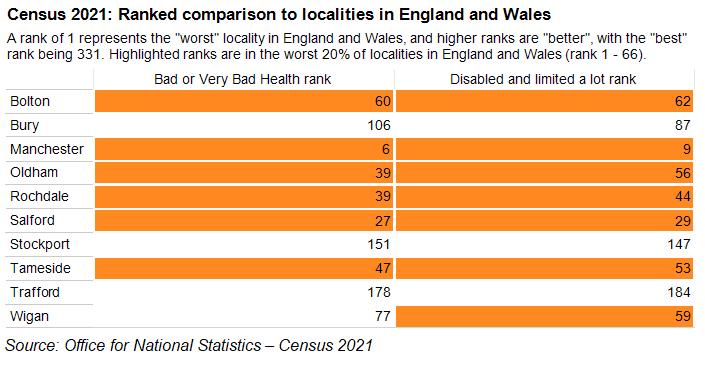 Census 2021: Ranked comparison to localities in England and Wales
A rank of 1 represents the "worst" locality in England and Wales, and higher ranks are "better", with the "best"
rank being 331. Highlighted ranks are in the worst 20% of localities in England and Wales (rank 1 - 66).
Bad or Very Bad Health rank Disabled and limited a lot rank
Bolton 60 62
Bury 106 87
Manchester 6 9
Oldham 39 56
Rochdale 39 44
Salford 27 29
Stockport 151 147
Tameside 47 53
Trafford 178 184
Wigan 77 59
Source: Office for National Statistics – Census 2021